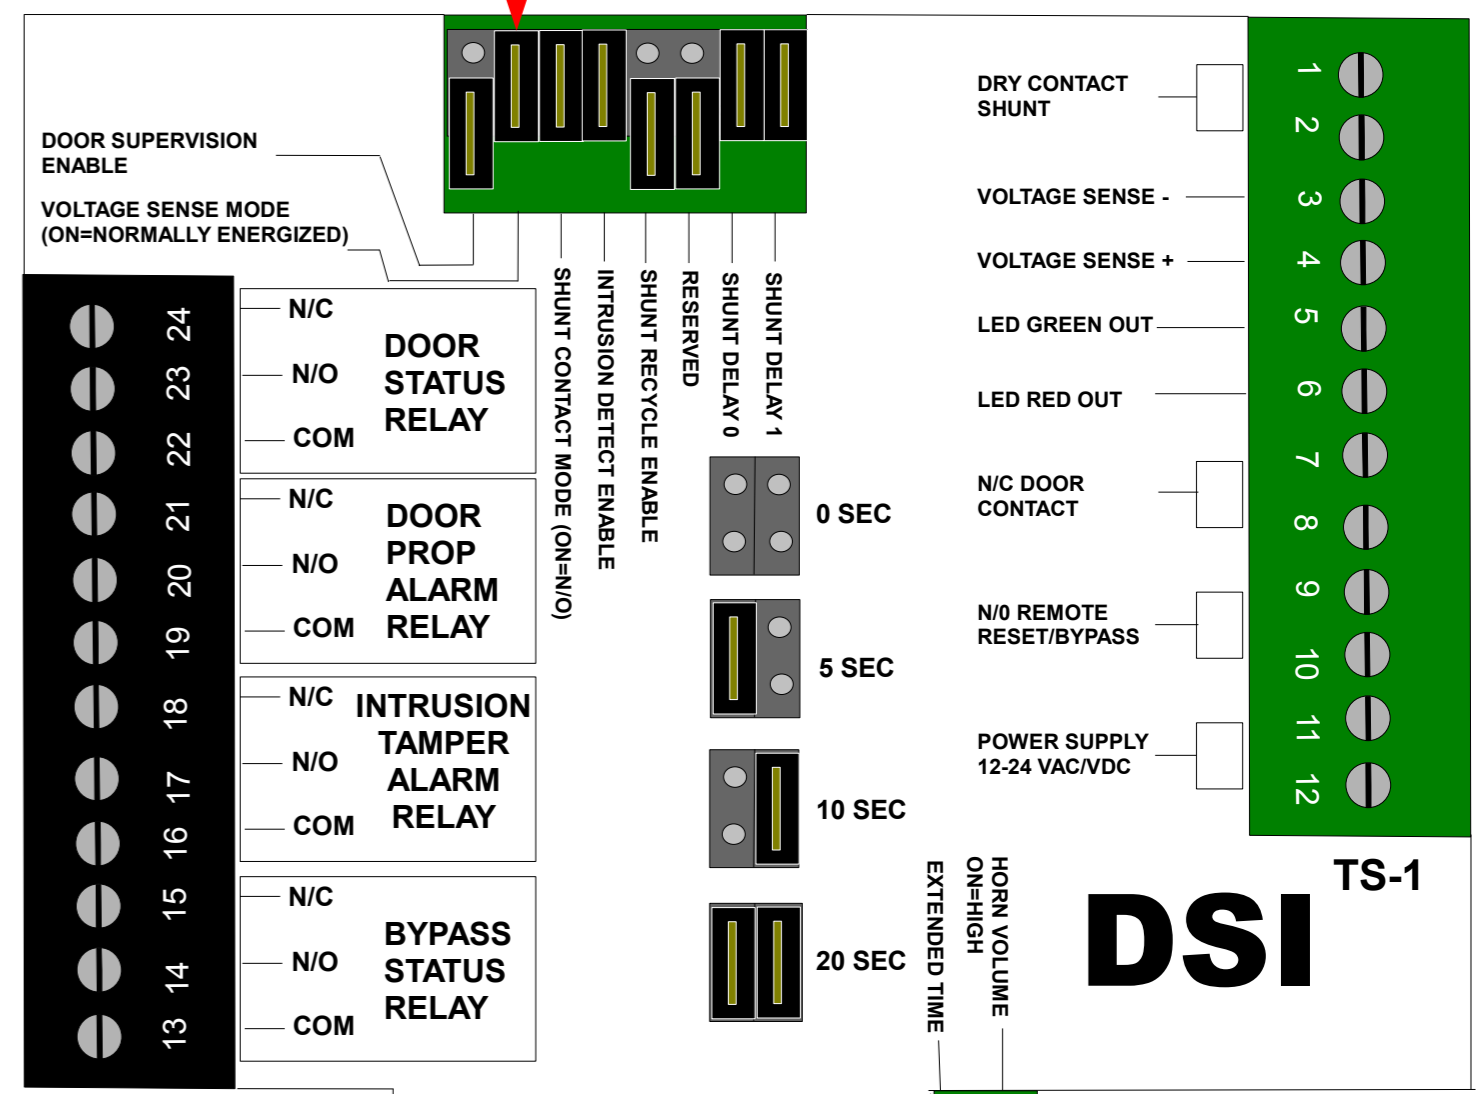 DOOR SUPERVISION
ENABLE
VOLTAGE SENSE MODE
(ON=NORMALLY ENERGIZED)
SHUNT CONTACT MODE (ON=N/O)
INTRUSION DETECT ENABLE
SHUNT RECYCLE ENABLE
RESERVED
SHUNT DELAY 0
SHUNT DELAY 1
24
23
22
21
20
19
18
17
16
15
14
13
N/C
N/O
COM
DOOR
STATUS
RELAY
N/C
N/O
COM
DOOR
PROP
ALARM
RELAY
N/C
N/O
COM
INTRUSION
TAMPER
ALARM
RELAY
N/C
N/O
COM
BYPASS
STATUS
RELAY
0 SEC
5 SEC
10 SEC
20 SEC
DRY CONTACT
SHUNT
VOLTAGE SENSE -
VOLTAGE SENSE +
LED GREEN OUT
LED RED OUT
N/C DOOR
CONTACT
N/0 REMOTE
RESET/BYPASS
POWER SUPPLY
12-24 VAC/VDC
1
2
3
4
5
6
7
8
9
10
11
12
TS-1
DSI
HORN VOLUME
ON=HIGH
EXTENDED TIME